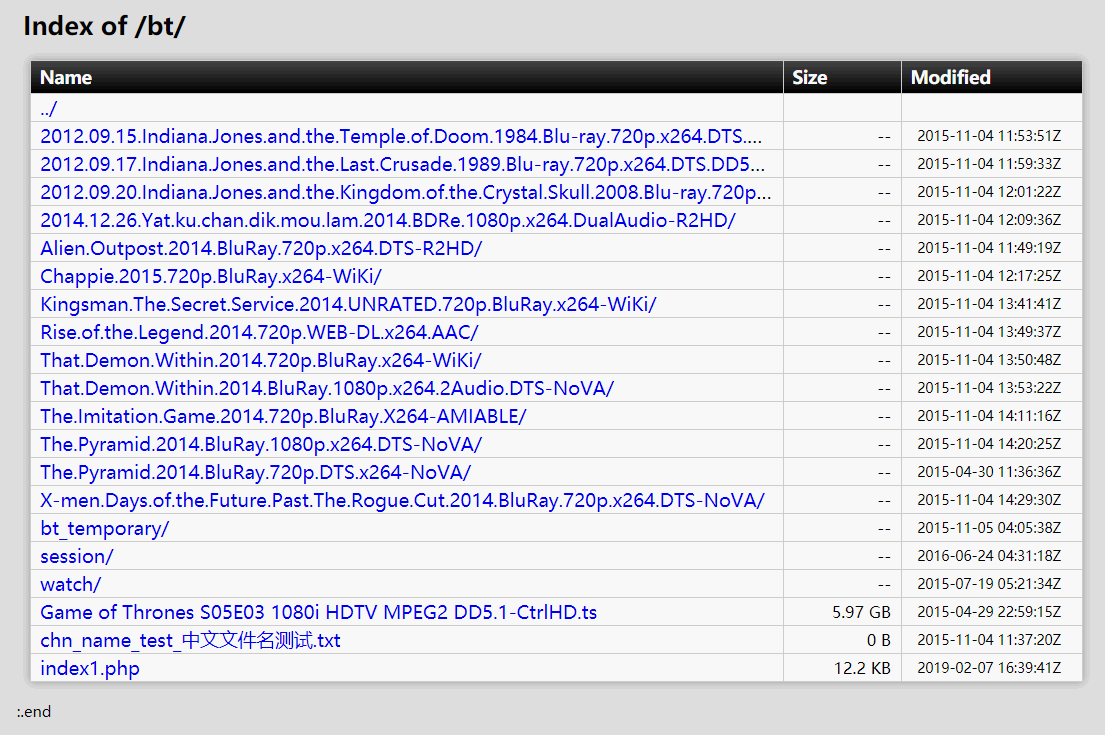 Index of /bt/
Name Size Modified
../
2012.09.15.Indiana.Jones.and.the.Temple.of.Doom.1984.Blu-ray.720p.x264.DTS.... -- 2015-11-04 11:53:51Z
2012.09.17.Indiana.Jones.and.the.Last.Crusade.1989.Blu-ray.720p.x264.DTS.DD5... -- 2015-11-04 11:59:33Z
2012.09.20.Indiana.Jones.and.the.Kingdom.of.the.Crystal.Skull.2008.Blu-ray.720p... -- 2015-11-04 12:01:22Z
2014.12.26.Yat.ku.chan.dik.mou.lam.2014.BDRe.1080p.x264.DualAudio-R2HD/ -- 2015-11-04 12:09:36Z
Alien.Outpost.2014.BluRay.720p.x264.DTS-R2HD/ -- 2015-11-04 11:49:19Z
Chappie.2015.720p.BluRay.x264-WiKi/ -- 2015-11-04 12:17:25Z
Kingsman.The.Secret.Service.2014.UNRATED.720p.BluRay.x264-WiKi/ -- 2015-11-04 13:41:41Z
Rise.of.the.Legend.2014.720p.WEB-DL.x264.AAC/ -- 2015-11-04 13:49:37Z
That.Demon.Within.2014.720p.BluRay.x264-WiKi/ -- 2015-11-04 13:50:48Z
That.Demon.Within.2014.BluRay.1080p.x264.2Audio.DTS-NoVA/ -- 2015-11-04 13:53:22Z
The.Imitation.Game.2014.720p.BluRay.X264-AMIABLE/ -- 2015-11-04 14:11:16Z
The.Pyramid.2014.BluRay.1080p.x264.DTS-NoVA/ -- 2015-11-04 14:20:25Z
The.Pyramid.2014.BluRay.720p.DTS.x264-NoVA/ -- 2015-04-30 11:36:36Z
X-men.Days.of.the.Future.Past.The.Rogue.Cut.2014.BluRay.720p.x264.DTS-NoVA/ -- 2015-11-04 14:29:30Z
bt_temporary/ -- 2015-11-05 04:05:38Z
session/ -- 2016-06-24 04:31:18Z
watch/ -- 2015-07-19 05:21:34Z
Game of Thrones S05E03 1080i HDTV MPEG2 DD5.1-CtrlHD.ts 5.97 GB 2015-04-29 22:59:15Z
chn_name_test_中文文件名测试.txt 0 B 2015-11-04 11:37:20Z
index1.php 12.2 KB 2019-02-07 16:39:41Z
:.end